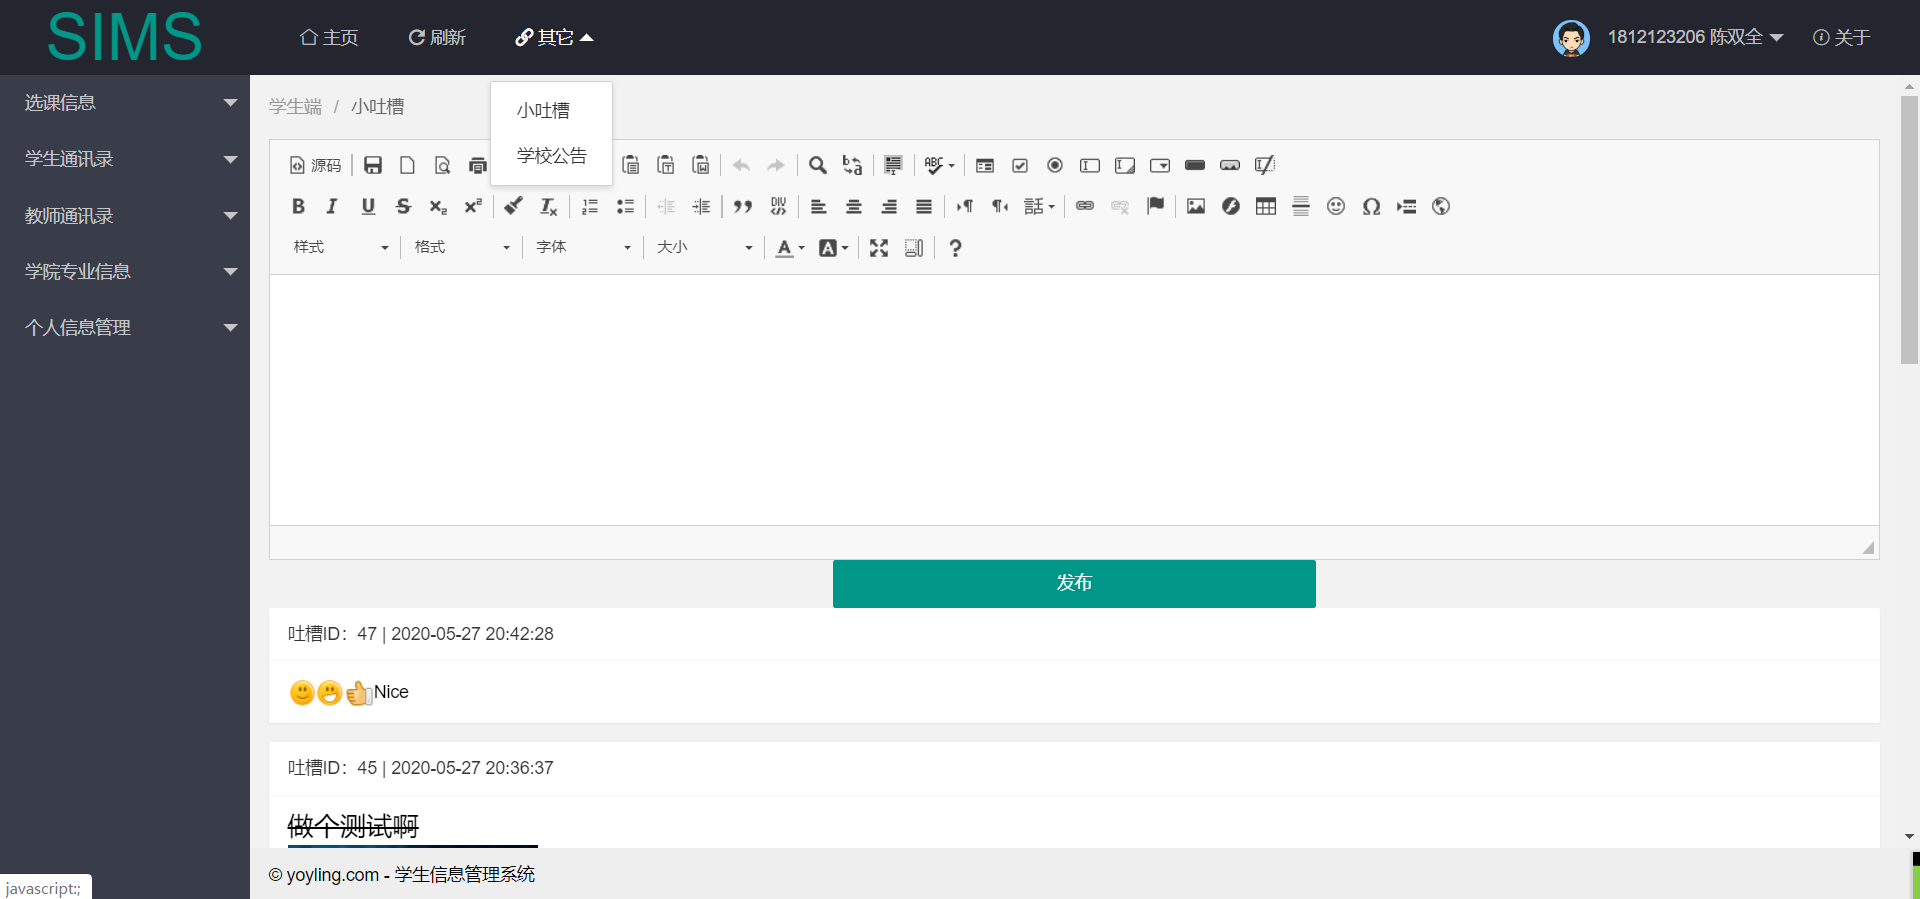 SIMS
主页 刷新 其它 1812123206 陈双全 关于
选课信息
学生通讯录
教师通讯录
学院专业信息
个人信息管理
学生端 / 小吐槽
小吐槽
学校公告
源码
样式 格式 字体 大小
发布
吐槽ID：47 | 2020-05-27 20:42:28
Nice
吐槽ID：45 | 2020-05-27 20:36:37
做个测试啊
© yoyling.com - 学生信息管理系统
javascript:;